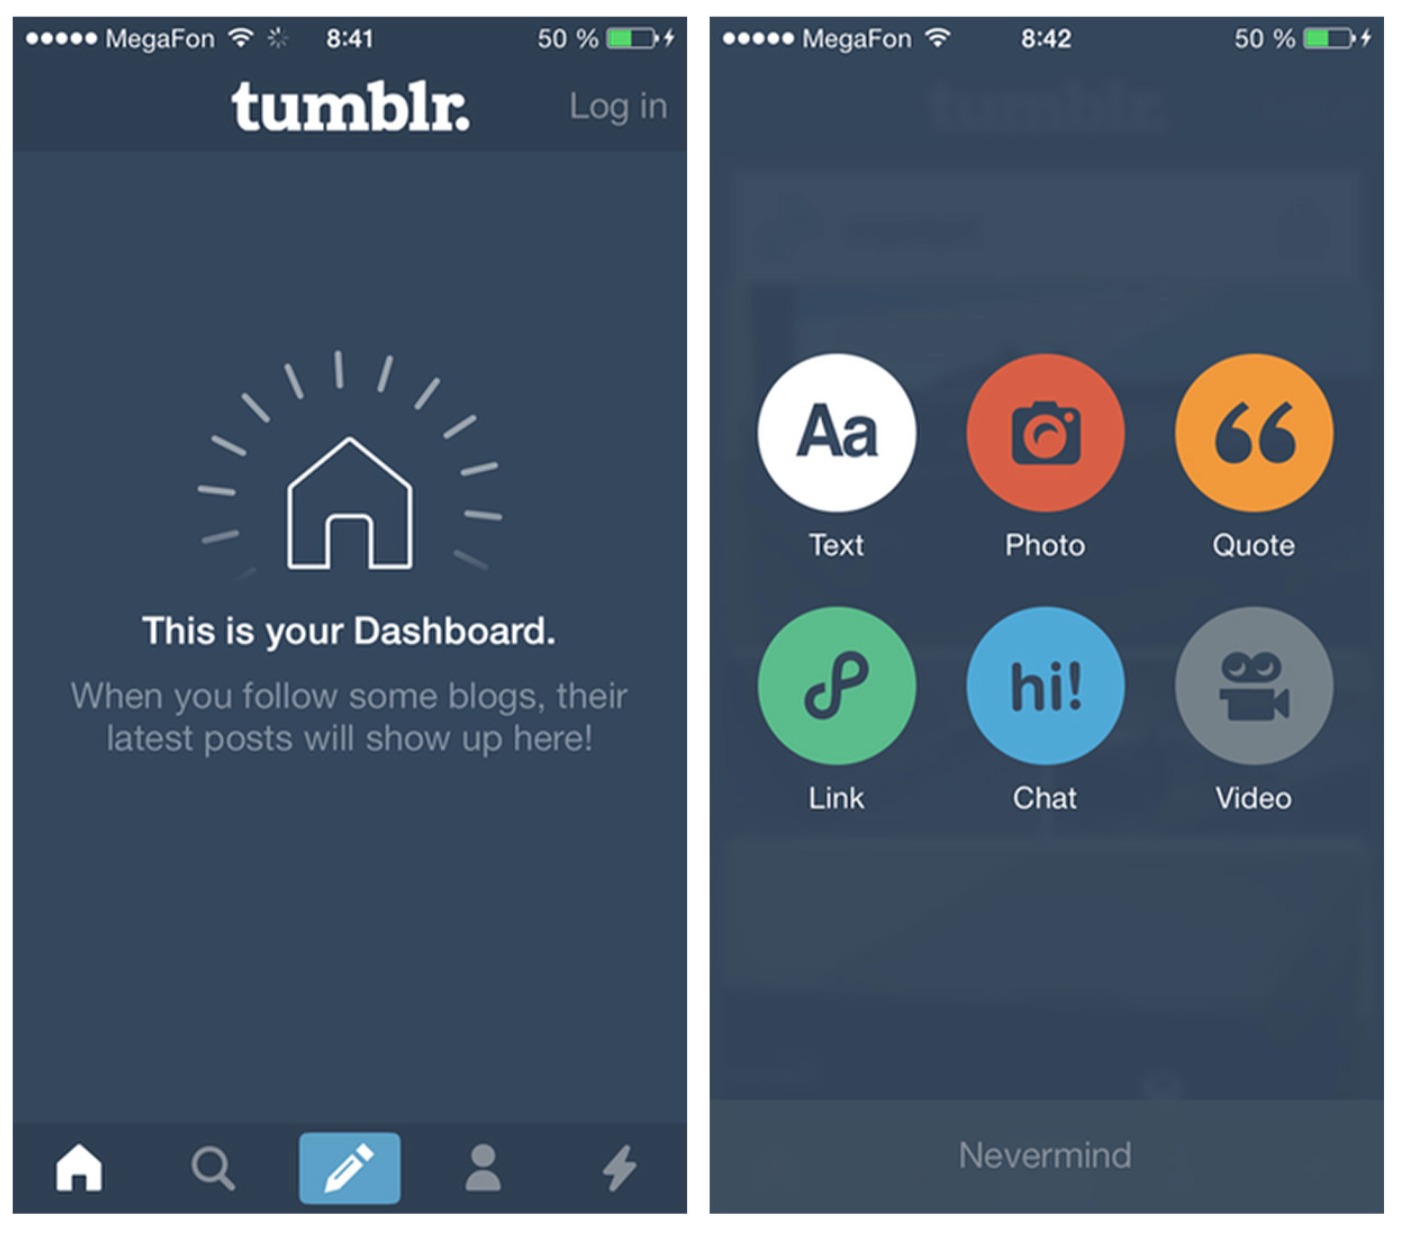 MegaFon 8:41 50 %
tumblr. Log in
This is your Dashboard.
When you follow some blogs, their
latest posts will show up here!
MegaFon 8:42 50 %
tumblr.
Aa
Text Photo Quote
hi!
Link Chat Video
Nevermind